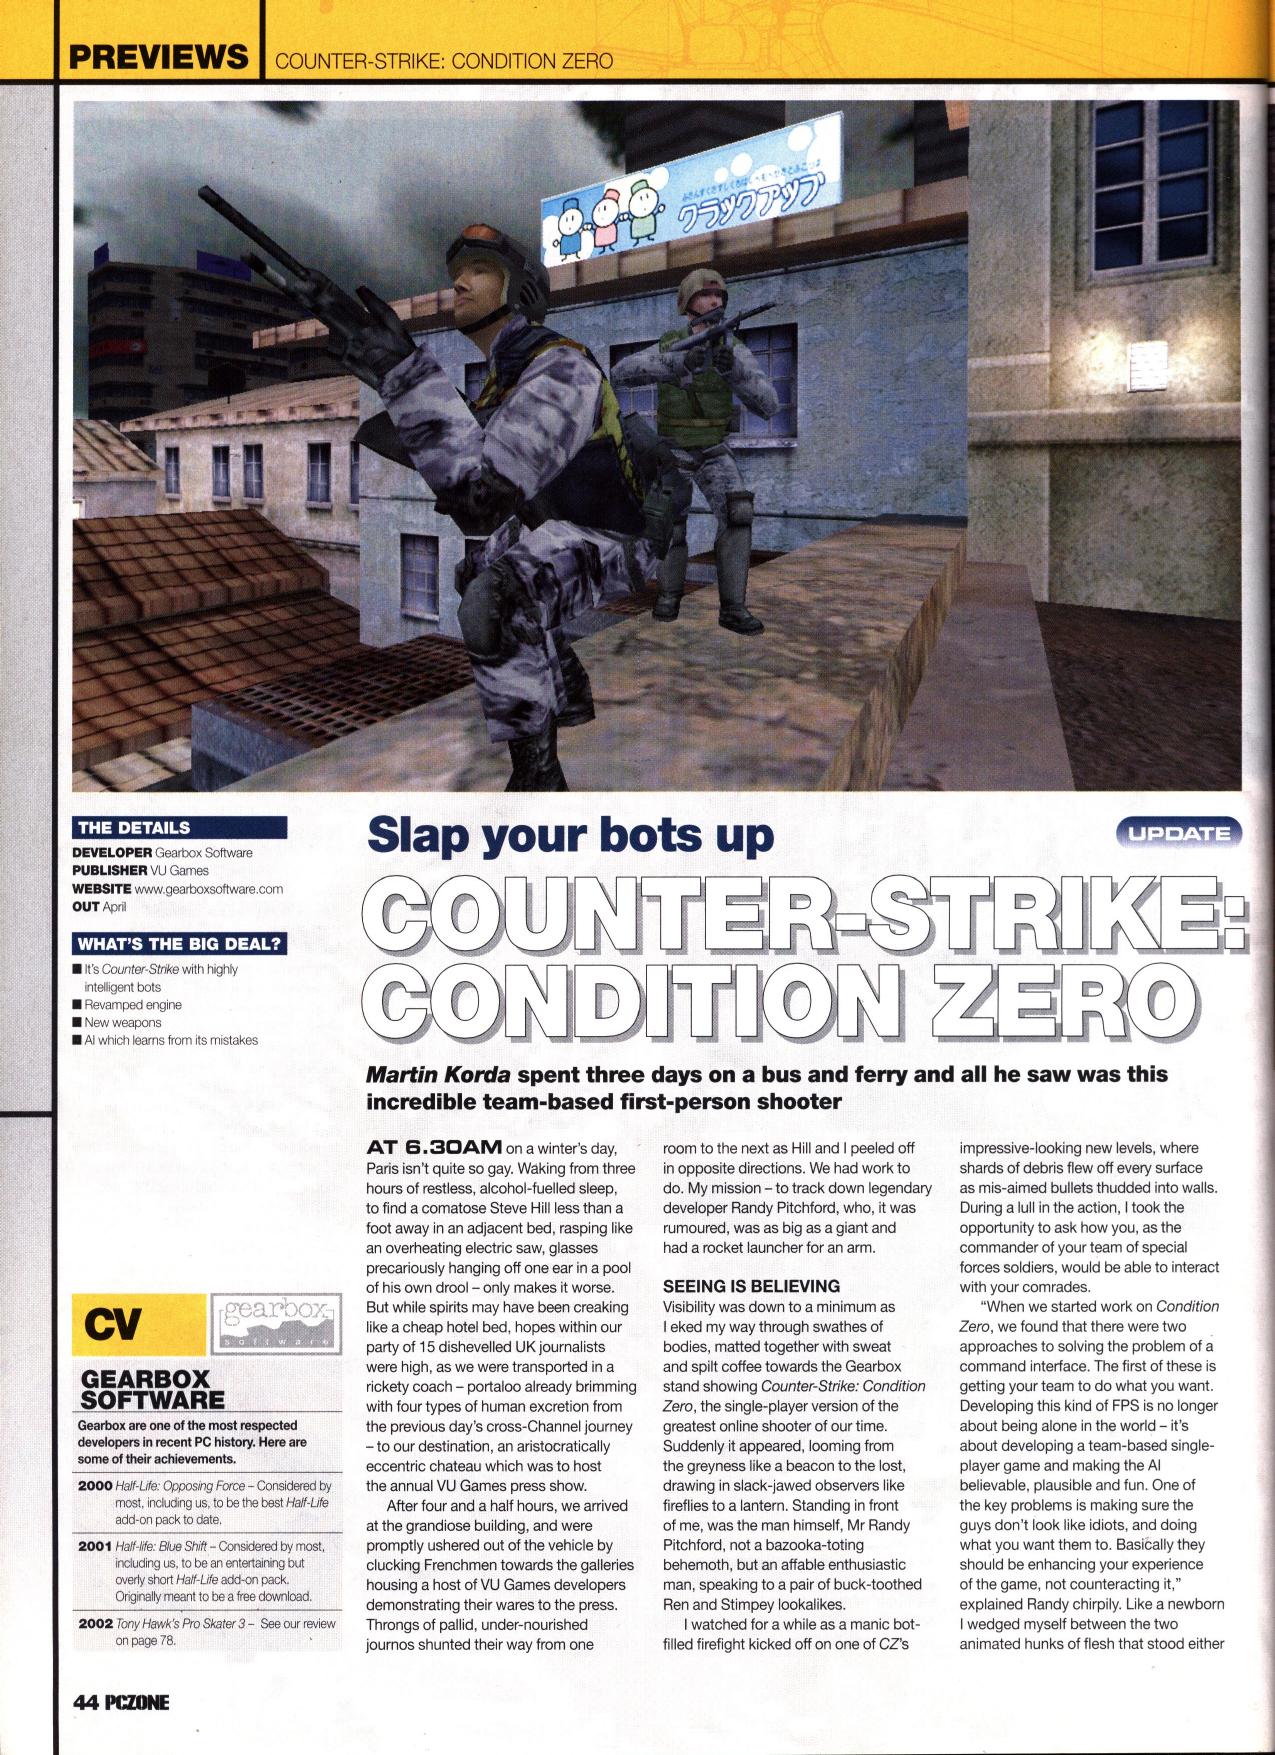 PREVIEWS
COUNTER-STRIKE: CONDITION ZERO
クラックアップ
THE DETAILS
DEVELOPER Gearbox Software
PUBLISHER VU Games
WEBSITE www.gearboxsoftware.com
OUT April
WHAT'S THE BIG DEAL?
■ It's Counter-Strike with highly
intelligent bots
■ Revamped engine
■ New weapons
■ AI which learns from its mistakes
CV
gearbox
software
GEARBOX
SOFTWARE
Gearbox are one of the most respected
developers in recent PC history. Here are
some of their achievements.
2000 Half-Life: Opposing Force – Considered by
most, including us, to be the best Half-Life
add-on pack to date.
2001 Half-life: Blue Shift – Considered by most,
including us, to be an entertaining but
overly short Half-Life add-on pack.
Originally meant to be a free download.
2002 Tony Hawk's Pro Skater 3 – See our review
on page 78.
Slap your bots up
UPDATE
COUNTER-STRIKE:
CONDITION ZERO
Martin Korda spent three days on a bus and ferry and all he saw was this
incredible team-based first-person shooter
AT 6.30AM on a winter's day,
Paris isn't quite so gay. Waking from three
hours of restless, alcohol-fuelled sleep,
to find a comatose Steve Hill less than a
foot away in an adjacent bed, rasping like
an overheating electric saw, glasses
precariously hanging off one ear in a pool
of his own drool – only makes it worse.
But while spirits may have been creaking
like a cheap hotel bed, hopes within our
party of 15 dishevelled UK journalists
were high, as we were transported in a
rickety coach – portaloo already brimming
with four types of human excretion from
the previous day's cross-Channel journey
– to our destination, an aristocratically
eccentric chateau which was to host
the annual VU Games press show.
After four and a half hours, we arrived
at the grandiose building, and were
promptly ushered out of the vehicle by
clucking Frenchmen towards the galleries
housing a host of VU Games developers
demonstrating their wares to the press.
Throngs of pallid, under-nourished
journos shunted their way from one
room to the next as Hill and I peeled off
in opposite directions. We had work to
do. My mission – to track down legendary
developer Randy Pitchford, who, it was
rumoured, was as big as a giant and
had a rocket launcher for an arm.
SEEING IS BELIEVING
Visibility was down to a minimum as
I eked my way through swathes of
bodies, matted together with sweat
and spilt coffee towards the Gearbox
stand showing Counter-Strike: Condition
Zero, the single-player version of the
greatest online shooter of our time.
Suddenly it appeared, looming from
the greyness like a beacon to the lost,
drawing in slack-jawed observers like
fireflies to a lantern. Standing in front
of me, was the man himself, Mr Randy
Pitchford, not a bazooka-toting
behemoth, but an affable enthusiastic
man, speaking to a pair of buck-toothed
Ren and Stimpey lookalikes.
I watched for a while as a manic bot-
filled firefight kicked off on one of CZ's
impressive-looking new levels, where
shards of debris flew off every surface
as mis-aimed bullets thudded into walls.
During a lull in the action, I took the
opportunity to ask how you, as the
commander of your team of special
forces soldiers, would be able to interact
with your comrades.
"When we started work on Condition
Zero, we found that there were two
approaches to solving the problem of a
command interface. The first of these is
getting your team to do what you want.
Developing this kind of FPS is no longer
about being alone in the world – it's
about developing a team-based single-
player game and making the AI
believable, plausible and fun. One of
the key problems is making sure the
guys don't look like idiots, and doing
what you want them to. Basically they
should be enhancing your experience
of the game, not counteracting it,"
explained Randy chirpily. Like a newborn
I wedged myself between the two
animated hunks of flesh that stood either
44 PCZONE